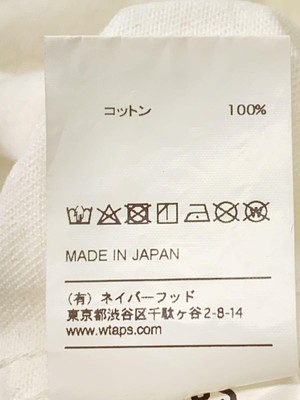 コットン 100%
MADE IN JAPAN
(有) ネイバーフッド
東京都渋谷区千駄ヶ谷2-8-14
www.wtaps.com